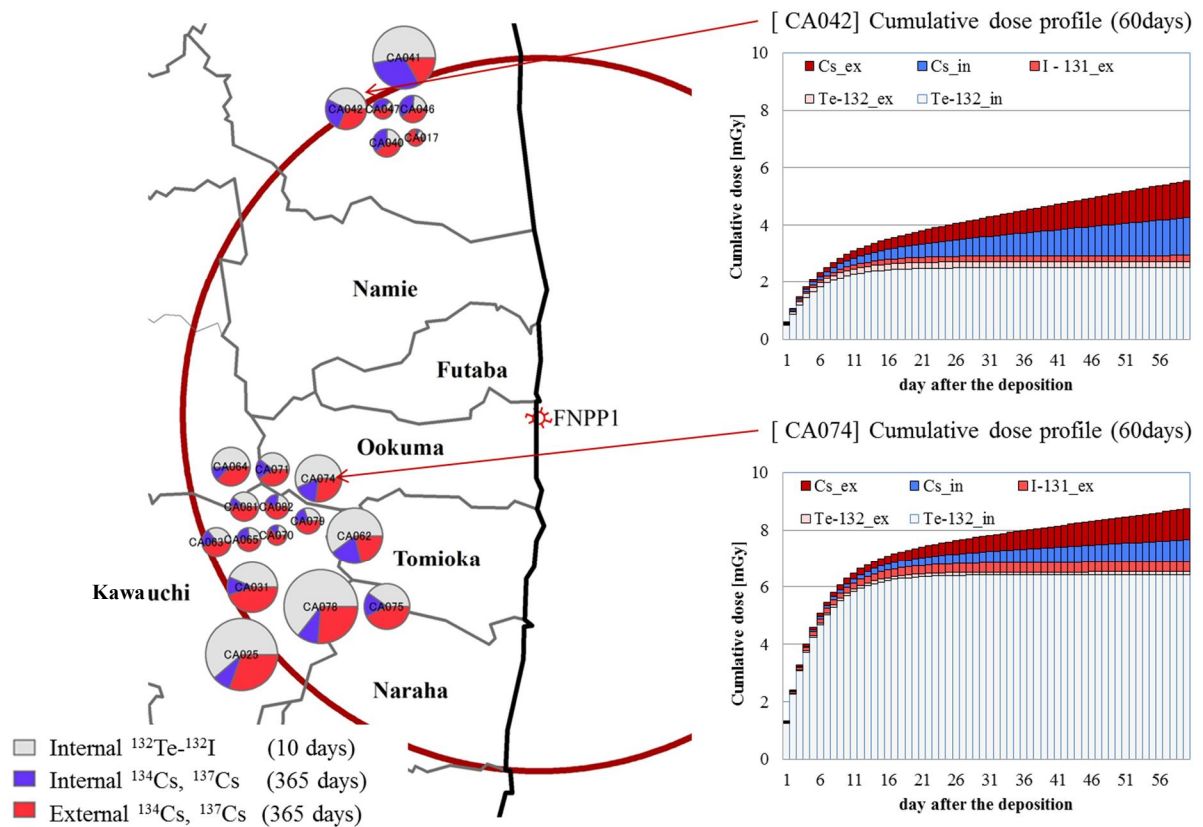 [ CA042] Cumulative dose profile (60days)
10
8
6
4
2
0
Cumlative dose [mGy]
Cs_ex
Cs_in
I - 131_ex
Te-132_ex
Te-132_in
1 6 11 16 21 26 31 36 41 46 51 56
day after the deposition
CA041
CA042
CA047
CA046
CA040
CA017
Namie
Futaba
FNPP1
Ookuma
[ CA074] Cumulative dose profile (60days)
10
8
6
4
2
0
Cumlative dose [mGy]
Cs_ex
Cs_in
I-131_ex
Te-132_ex
Te-132_in
1 6 11 16 21 26 31 36 41 46 51 56
day after the deposition
CA064
CA071
CA074
CA081
CA082
CA079
CA063
CA065
CA070
CA062
Tomioka
Kawauchi
CA031
CA078
CA075
CA025
Naraha
Internal ¹³²Te-¹³²I (10 days)
Internal ¹³⁴Cs, ¹³⁷Cs (365 days)
External ¹³⁴Cs, ¹³⁷Cs (365 days)